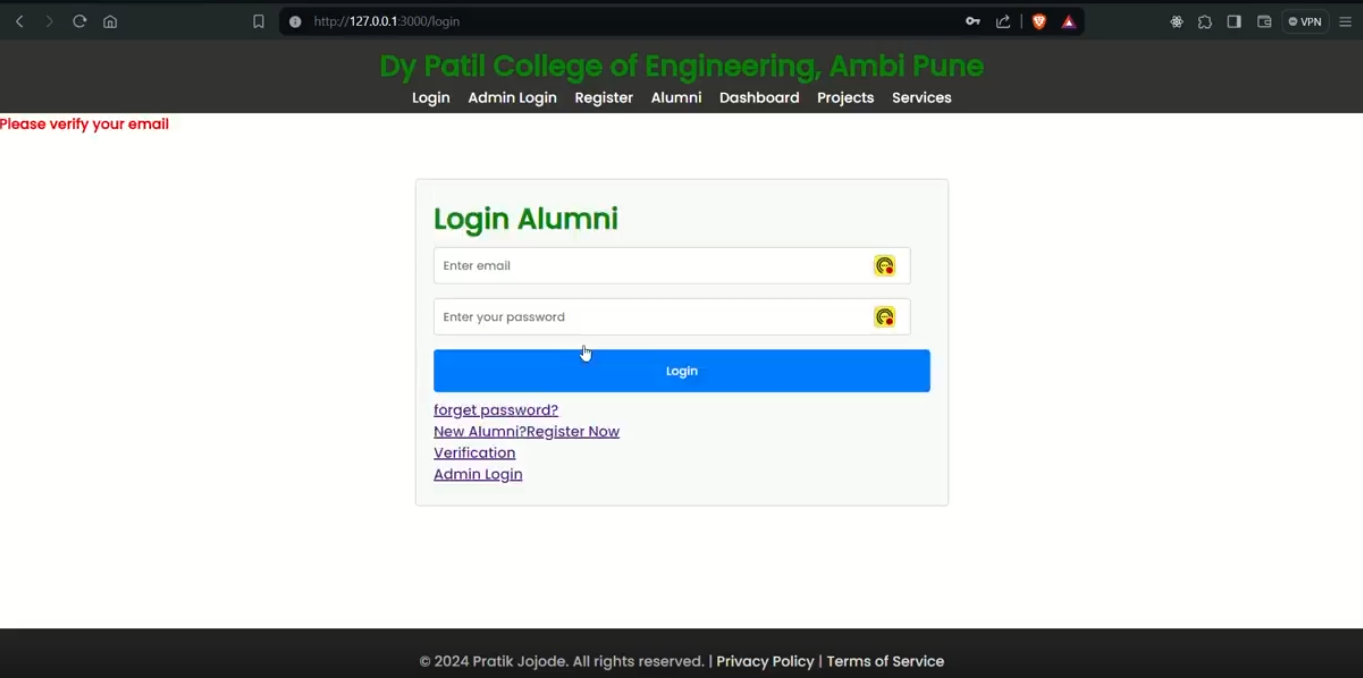 http://127.0.0.1:3000/login
VPN
Dy Patil College of Engineering, Ambi Pune
Login Admin Login Register Alumni Dashboard Projects Services
Please verify your email
Login Alumni
Enter email
Enter your password
Login
forget password?
New Alumni?Register Now
Verification
Admin Login
© 2024 Pratik Jojode. All rights reserved. | Privacy Policy | Terms of Service